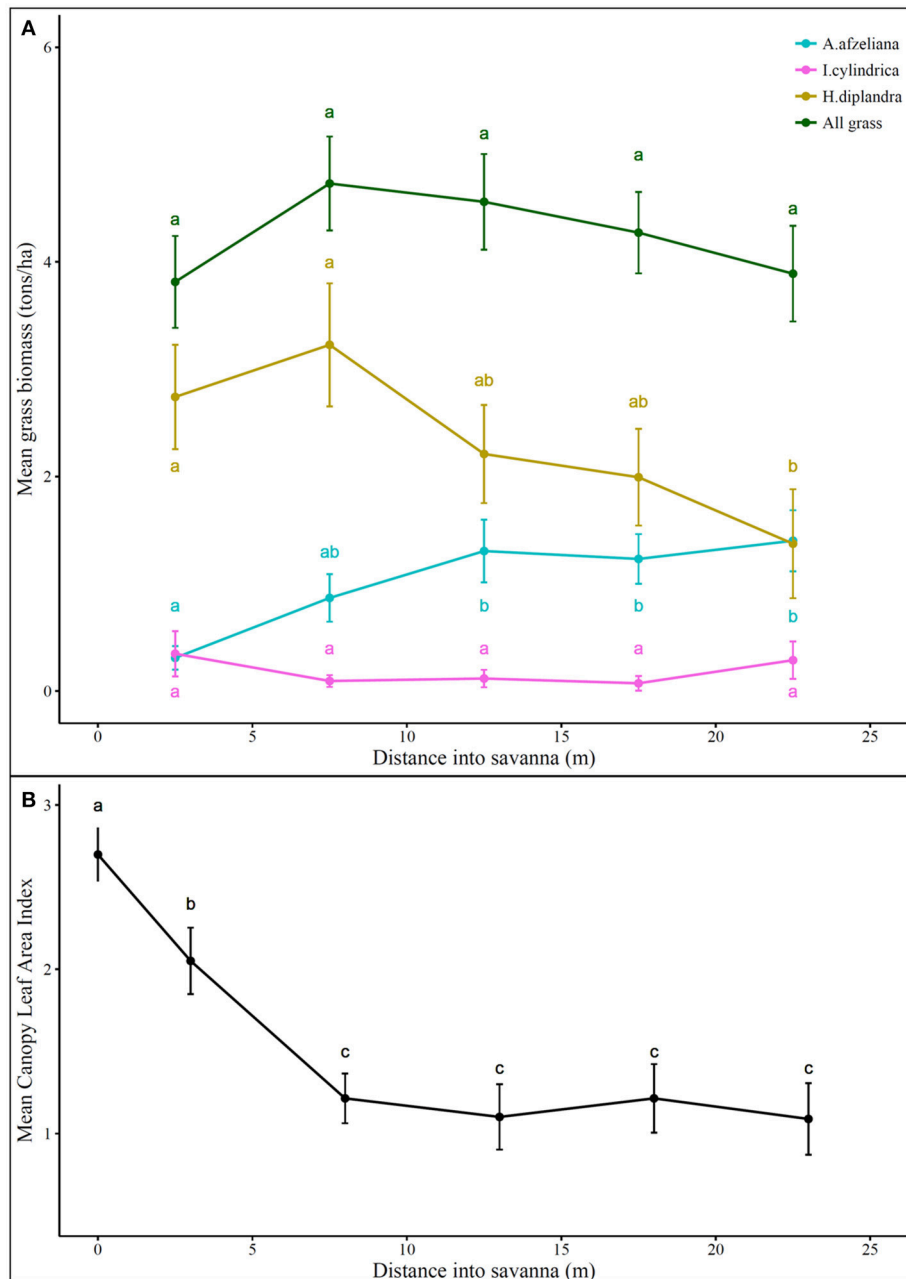 A
A.afzeliana
I.cylindrica
H.diplandra
All grass
Mean grass biomass (tons/ha)
6
4
2
0
a
a
a
a
a
a
a
ab
ab
b
a
ab
b
b
b
a
a
a
a
a
0 5 10 15 20 25
Distance into savanna (m)
B
Mean Canopy Leaf Area Index
3
2
1
a
b
c
c
c
c
0 5 10 15 20 25
Distance into savanna (m)